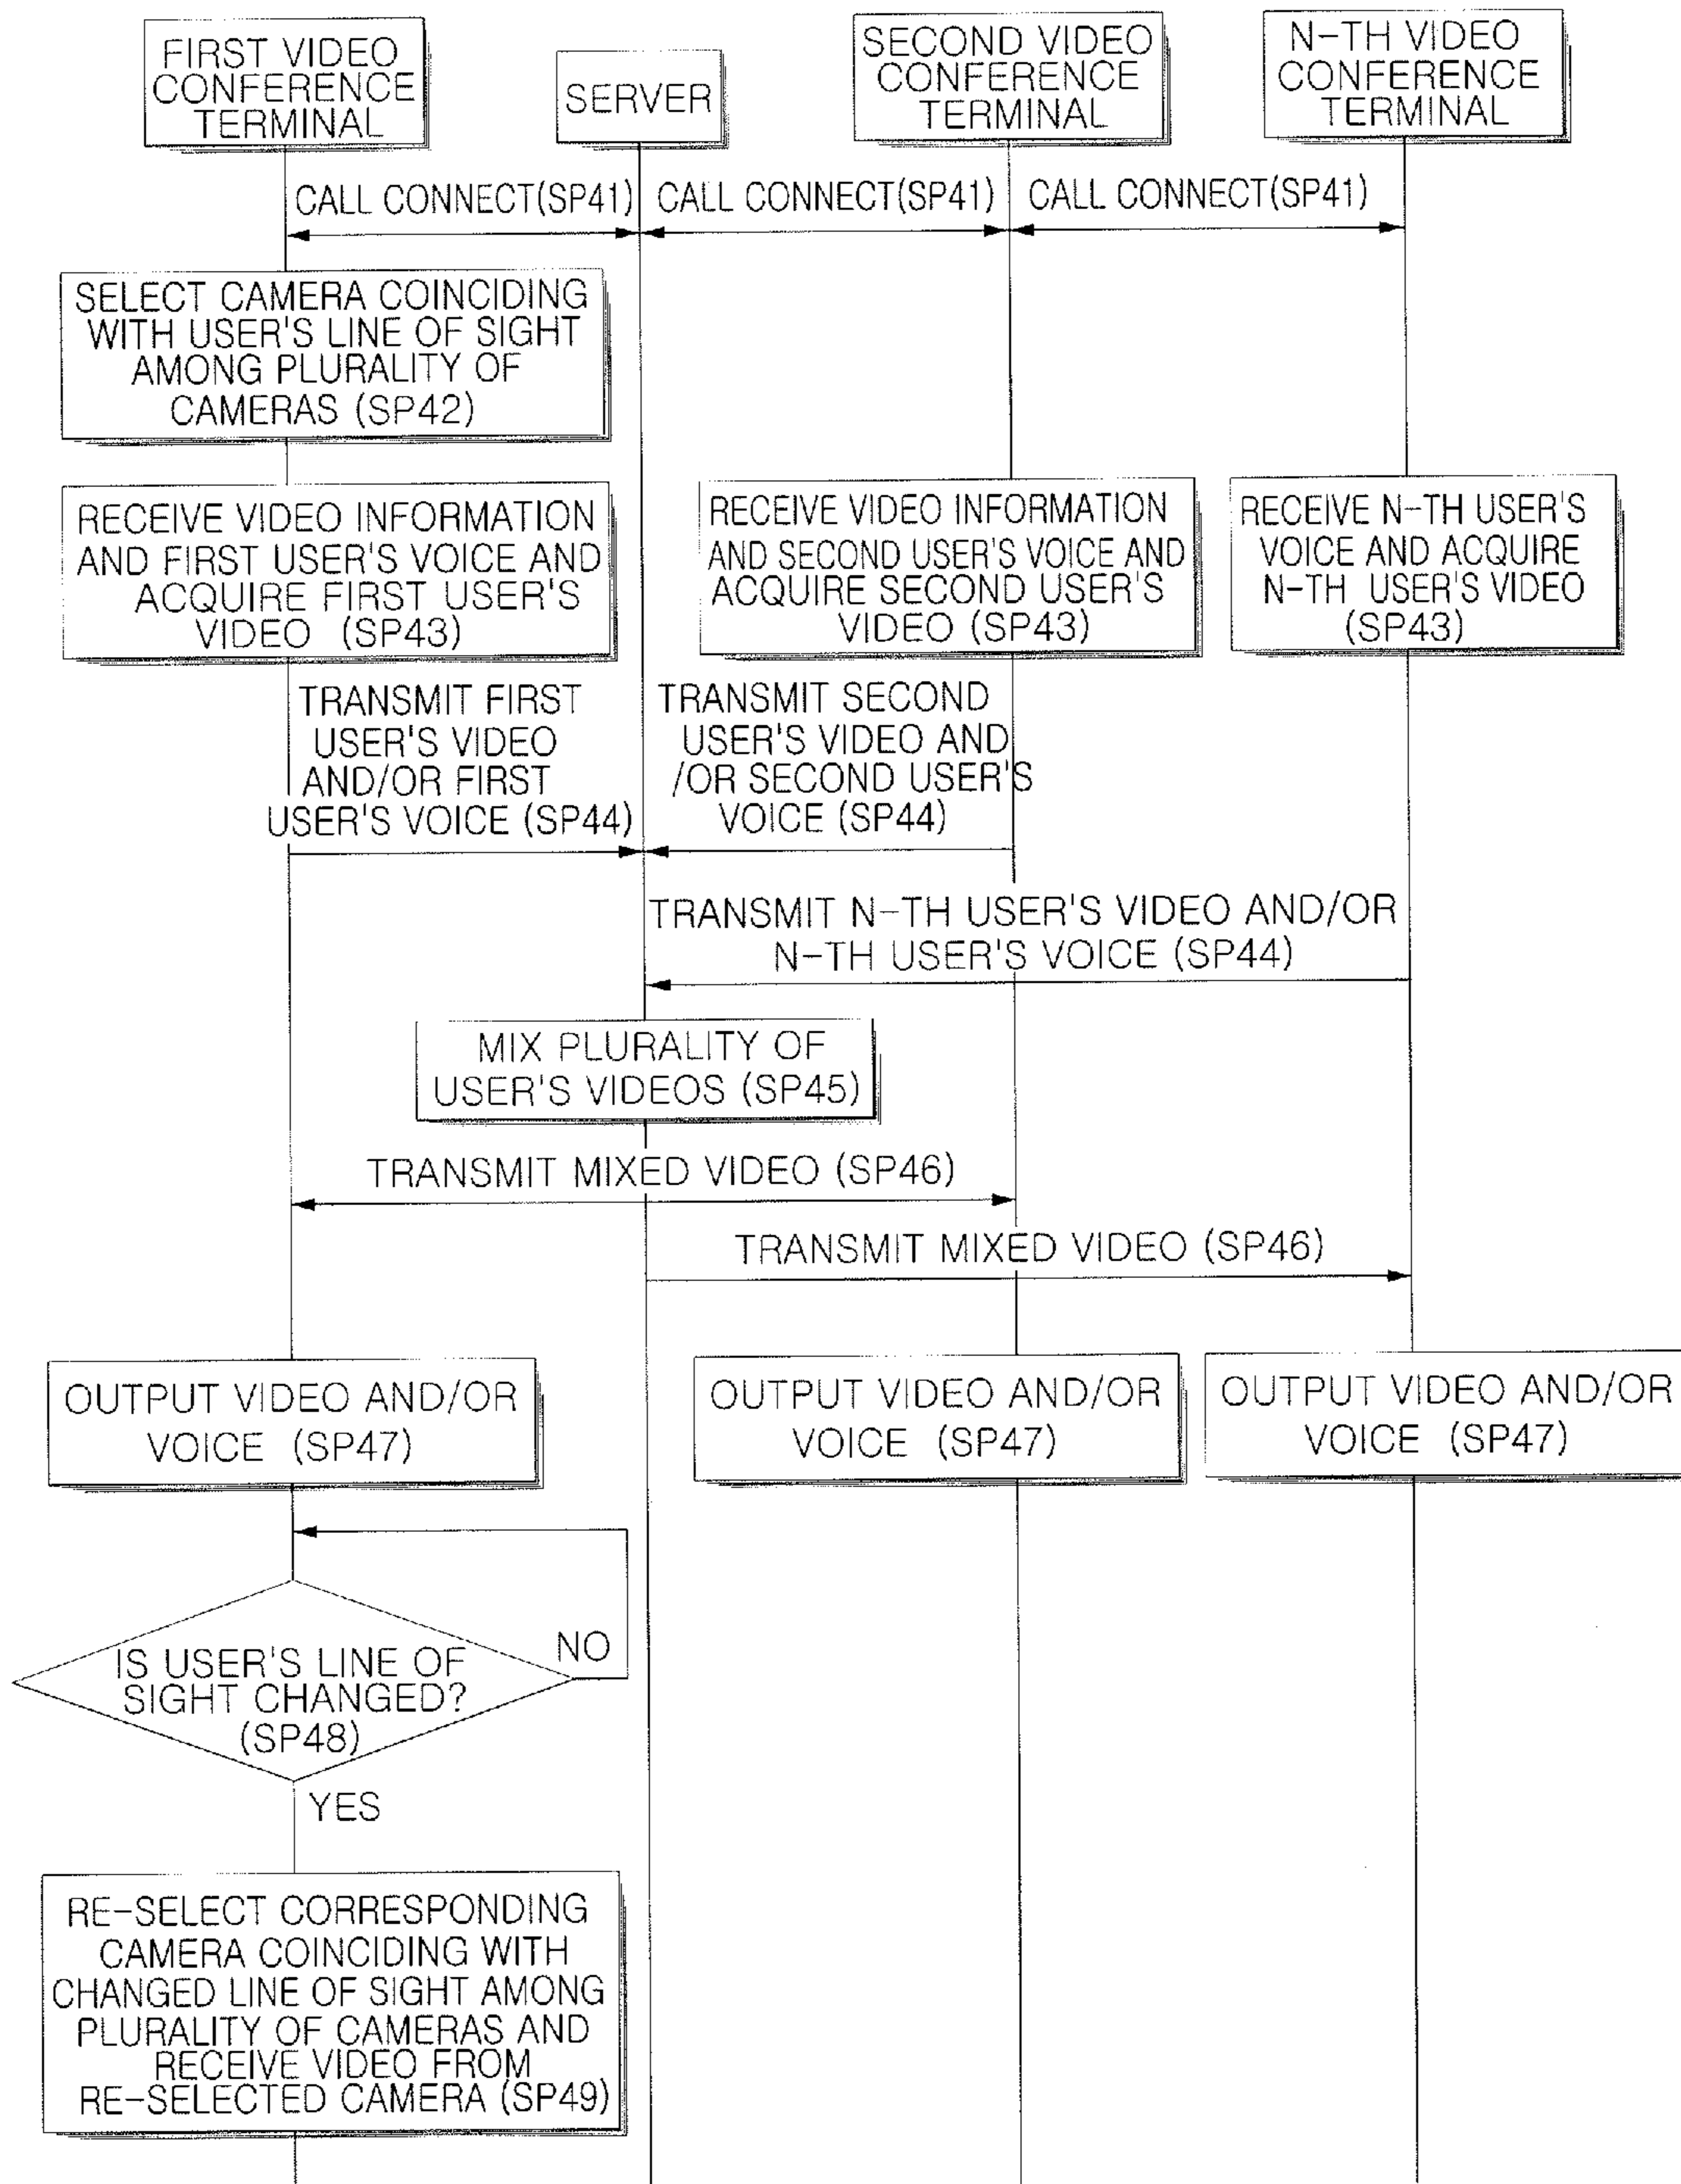 FIRST VIDEO
CONFERENCE
TERMINAL
SERVER
SECOND VIDEO
CONFERENCE
TERMINAL
N-TH VIDEO
CONFERENCE
TERMINAL
CALL CONNECT(SP41)
CALL CONNECT(SP41)
CALL CONNECT(SP41)
SELECT CAMERA COINCIDING
WITH USER'S LINE OF SIGHT
AMONG PLURALITY OF
CAMERAS (SP42)
RECEIVE VIDEO INFORMATION
AND FIRST USER'S VOICE AND
ACQUIRE FIRST USER'S
VIDEO (SP43)
RECEIVE VIDEO INFORMATION
AND SECOND USER'S VOICE AND
ACQUIRE SECOND USER'S
VIDEO (SP43)
RECEIVE N-TH USER'S
VOICE AND ACQUIRE
N-TH USER'S VIDEO
(SP43)
TRANSMIT FIRST
USER'S VIDEO
AND/OR FIRST
USER'S VOICE (SP44)
TRANSMIT SECOND
USER'S VIDEO AND
/OR SECOND USER'S
VOICE (SP44)
TRANSMIT N-TH USER'S VIDEO AND/OR
N-TH USER'S VOICE (SP44)
MIX PLURALITY OF
USER'S VIDEOS (SP45)
TRANSMIT MIXED VIDEO (SP46)
TRANSMIT MIXED VIDEO (SP46)
OUTPUT VIDEO AND/OR
VOICE (SP47)
OUTPUT VIDEO AND/OR
VOICE (SP47)
OUTPUT VIDEO AND/OR
VOICE (SP47)
IS USER'S LINE OF
SIGHT CHANGED?
(SP48)
NO
YES
RE-SELECT CORRESPONDING
CAMERA COINCIDING WITH
CHANGED LINE OF SIGHT AMONG
PLURALITY OF CAMERAS AND
RECEIVE VIDEO FROM
RE-SELECTED CAMERA (SP49)